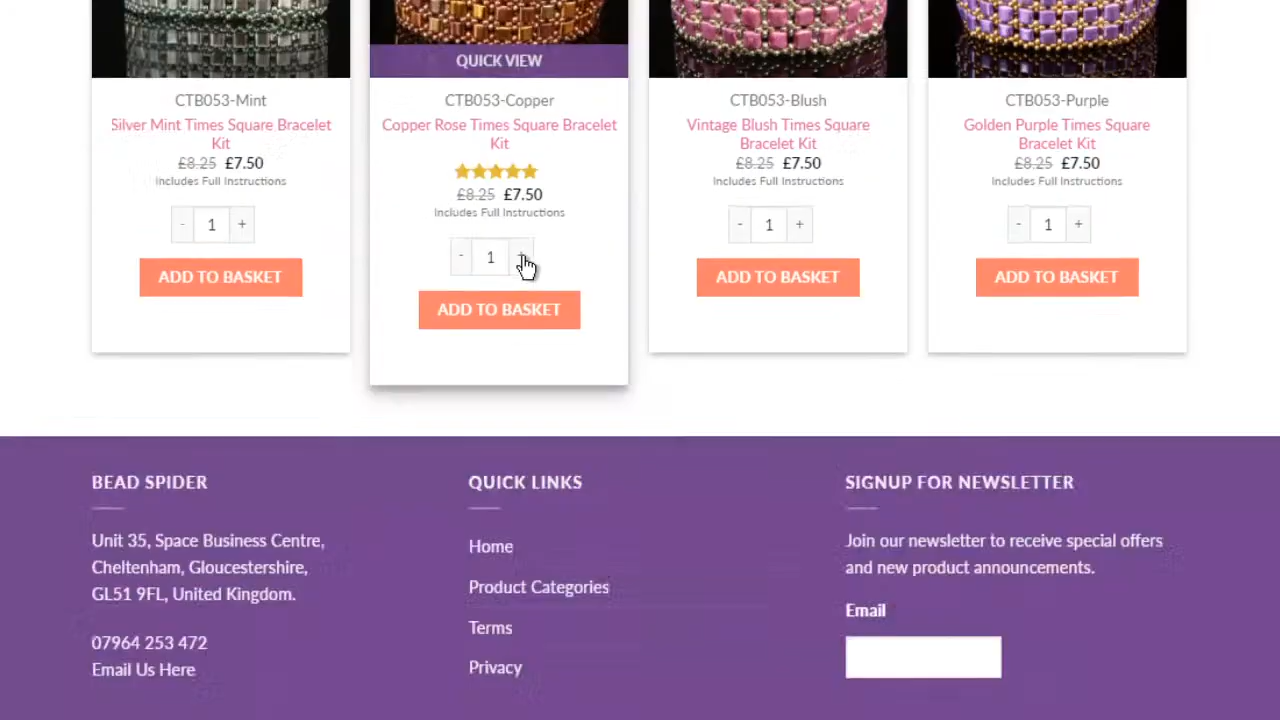 QUICK VIEW
CTB053-Mint
Silver Mint Times Square Bracelet
Kit
£8.25 £7.50
Includes Full Instructions
- 1 +
ADD TO BASKET
CTB053-Copper
Copper Rose Times Square Bracelet
Kit
£8.25 £7.50
Includes Full Instructions
- 1
ADD TO BASKET
CTB053-Blush
Vintage Blush Times Square
Bracelet Kit
£8.25 £7.50
Includes Full Instructions
- 1 +
ADD TO BASKET
CTB053-Purple
Golden Purple Times Square
Bracelet Kit
£8.25 £7.50
Includes Full Instructions
- 1 +
ADD TO BASKET
BEAD SPIDER
Unit 35, Space Business Centre,
Cheltenham, Gloucestershire,
GL51 9FL, United Kingdom.
07964 253 472
Email Us Here
QUICK LINKS
Home
Product Categories
Terms
Privacy
SIGNUP FOR NEWSLETTER
Join our newsletter to receive special offers
and new product announcements.
Email